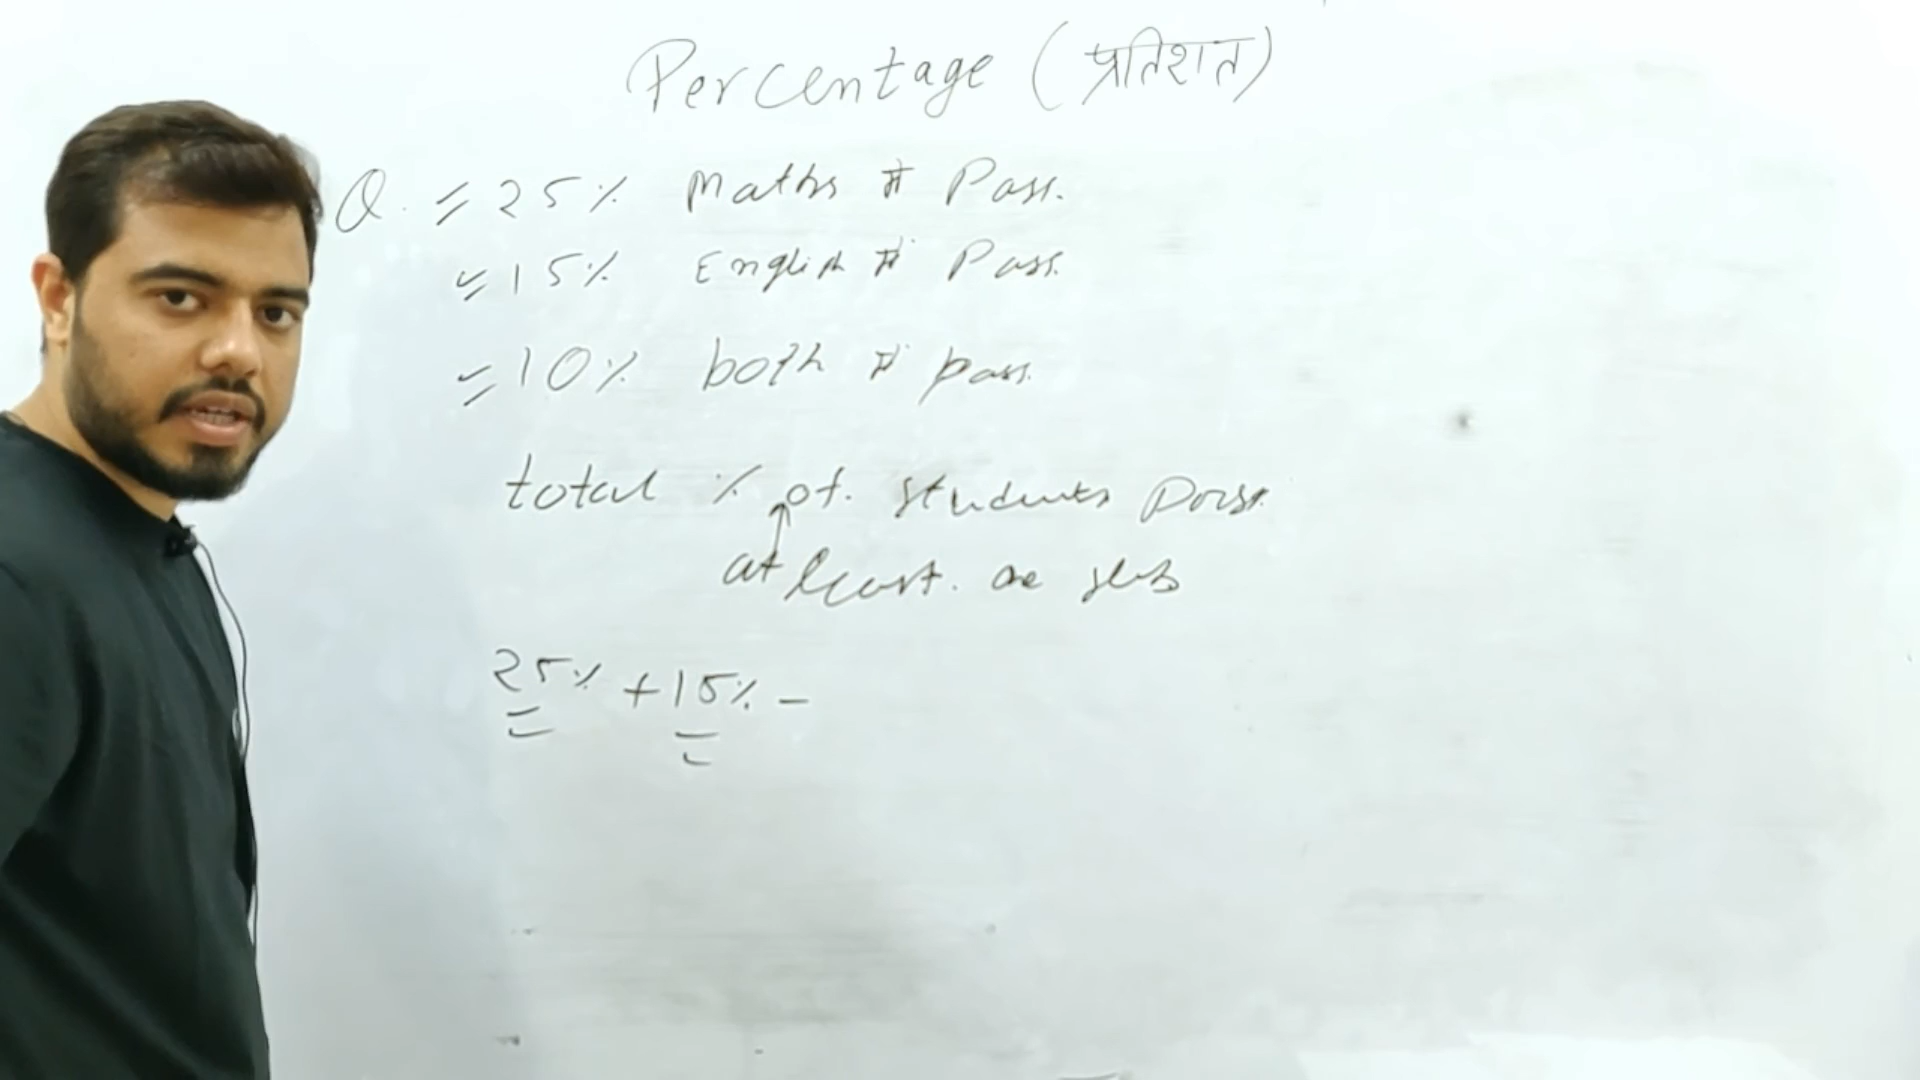 Percentage (प्रतिशत)
Q. 25% Maths में Pass.
15% English में Pass.
10% both में pass.
total % of. students pass.
at least. one
25% + 15% -